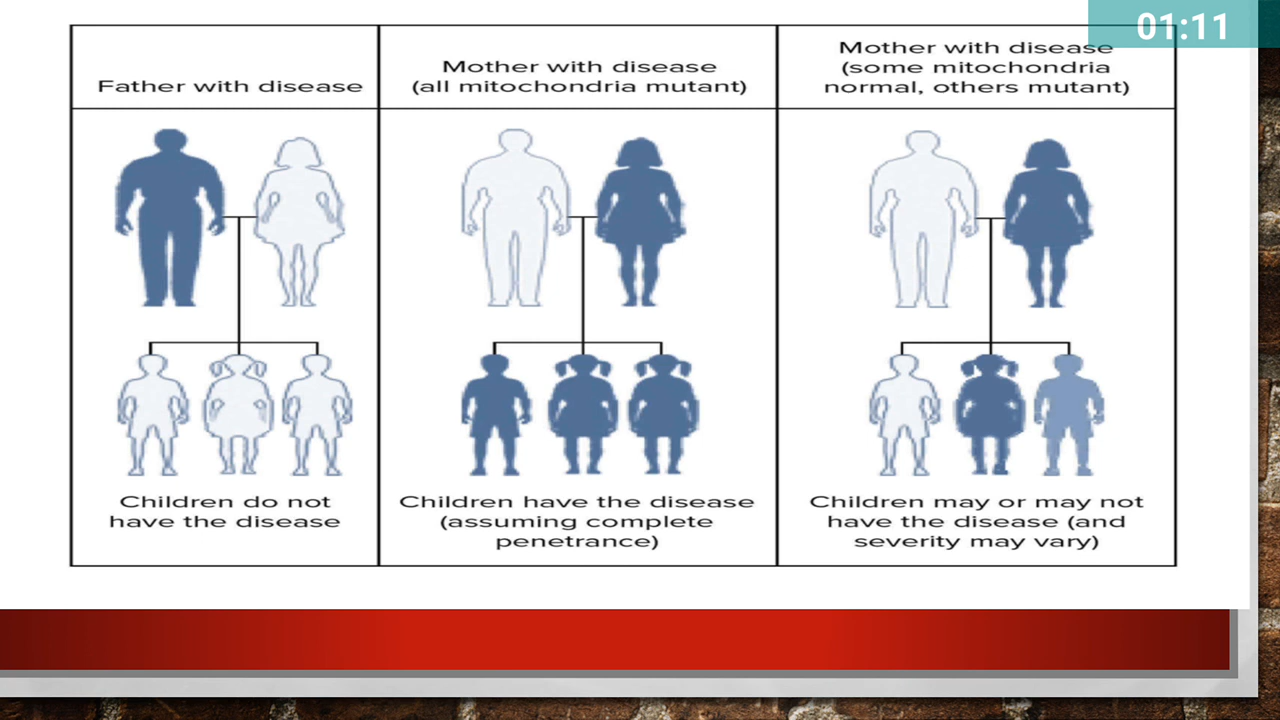 01:11
Father with disease
Mother with disease
(all mitochondria mutant)
Mother with disease
(some mitochondria
normal, others mutant)
Children do not
have the disease
Children have the disease
(assuming complete
penetrance)
Children may or may not
have the disease (and
severity may vary)